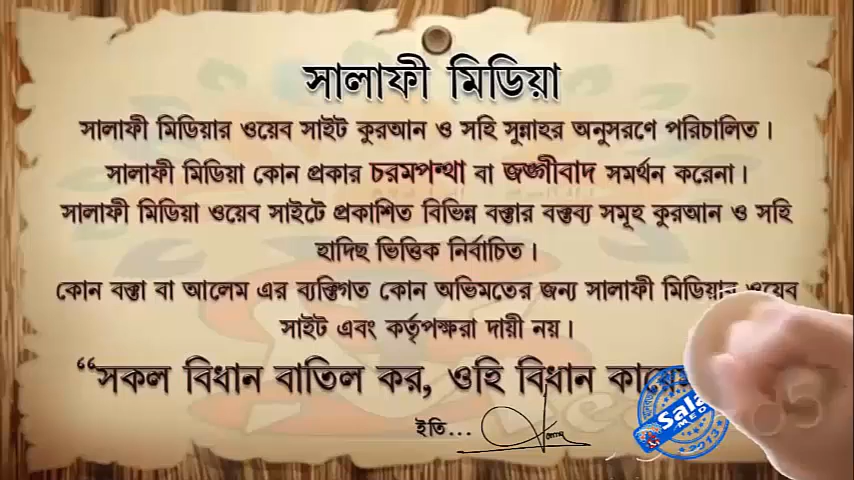 সালাফী মিডিয়া
সালাফী মিডিয়ার ওয়েব সাইট কুরআন ও সহি সুন্নাহর অনুসরণে পরিচালিত।
সালাফী মিডিয়া কোন প্রকার চরমপন্থা বা জঙ্গীবাদ সমর্থন করেনা।
সালাফী মিডিয়া ওয়েব সাইটে প্রকাশিত বিভিন্ন বক্তার বক্তব্য সমূহ কুরআন ও সহি
হাদিছ ভিত্তিক নির্বাচিত।
কোন বক্তা বা আলেম এর ব্যক্তিগত কোন অভিমতের জন্য সালাফী মিডিয়ার ওয়েব
সাইট এবং কর্তৃপক্ষরা দায়ী নয়।
“সকল বিধান বাতিল কর, ওহি বিধান
ইতি...
2013